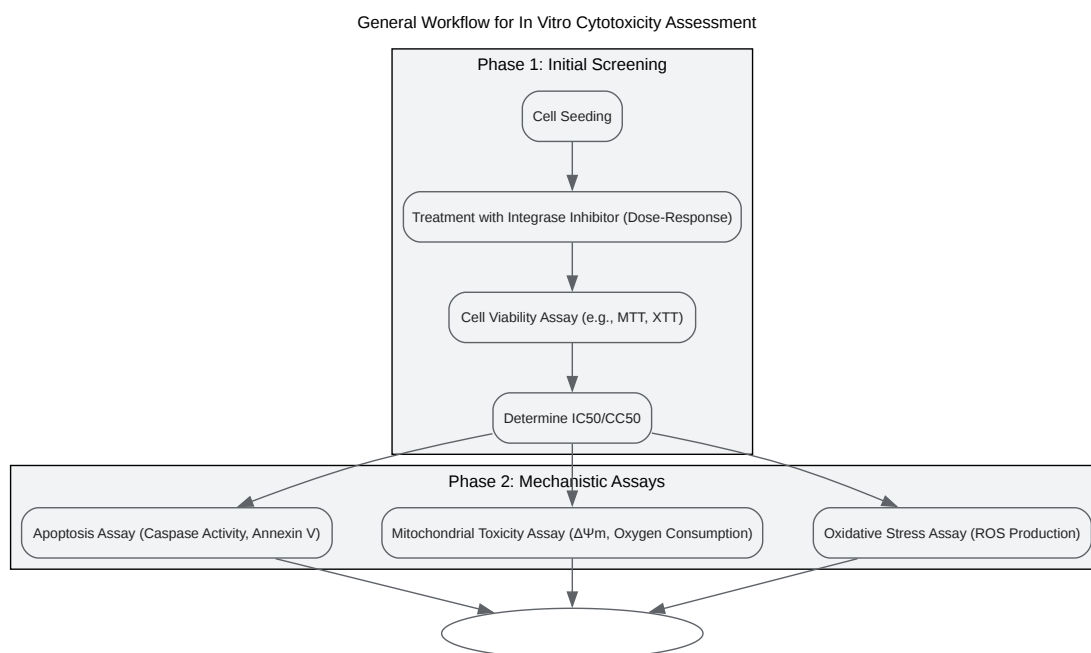 General Workflow for In Vitro Cytotoxicity Assessment
Phase 1: Initial Screening
Cell Seeding
Treatment with Integrase Inhibitor (Dose-Response)
Cell Viability Assay (e.g., MTT, XTT)
Determine IC50/CC50
Phase 2: Mechanistic Assays
Apoptosis Assay (Caspase Activity, Annexin V)
Mitochondrial Toxicity Assay (ΔΨm, Oxygen Consumption)
Oxidative Stress Assay (ROS Production)